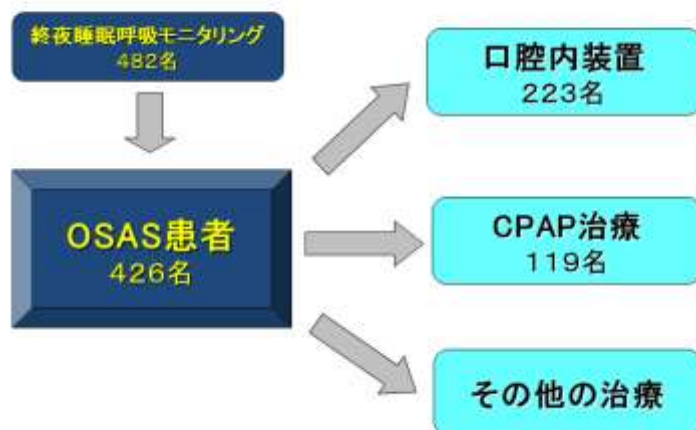 終夜睡眠呼吸モニタリング
482名
OSAS患者
426名
口腔内装置
223名
CPAP治療
119名
その他の治療